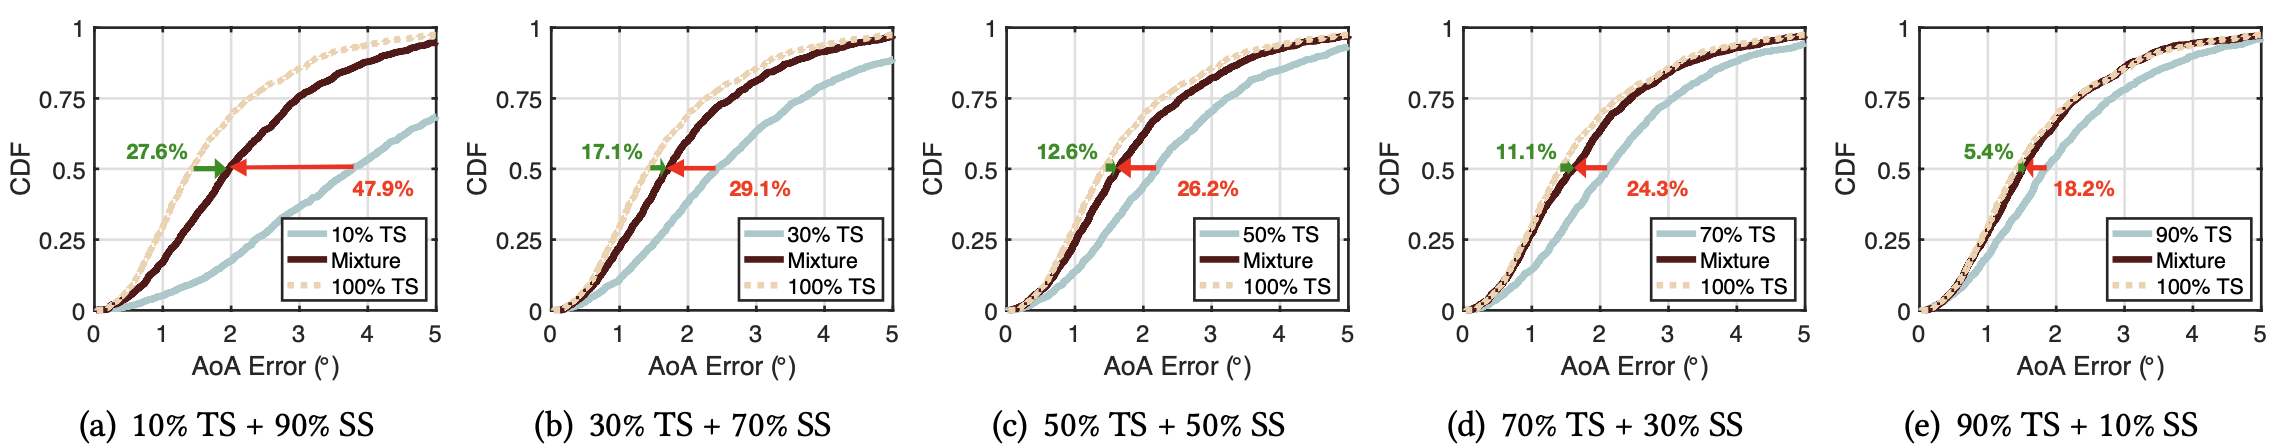 1
0.75
0.5
0.25
0
CDF
27.6%
47.9%
10% TS
Mixture
100% TS
0 1 2 3 4 5
AoA Error (°)
(a) 10% TS + 90% SS
1
0.75
0.5
0.25
0
CDF
17.1%
29.1%
30% TS
Mixture
100% TS
0 1 2 3 4 5
AoA Error (°)
(b) 30% TS + 70% SS
1
0.75
0.5
0.25
0
CDF
12.6%
26.2%
50% TS
Mixture
100% TS
0 1 2 3 4 5
AoA Error (°)
(c) 50% TS + 50% SS
1
0.75
0.5
0.25
0
CDF
11.1%
24.3%
70% TS
Mixture
100% TS
0 1 2 3 4 5
AoA Error (°)
(d) 70% TS + 30% SS
1
0.75
0.5
0.25
0
CDF
5.4%
18.2%
90% TS
Mixture
100% TS
0 1 2 3 4 5
AoA Error (°)
(e) 90% TS + 10% SS